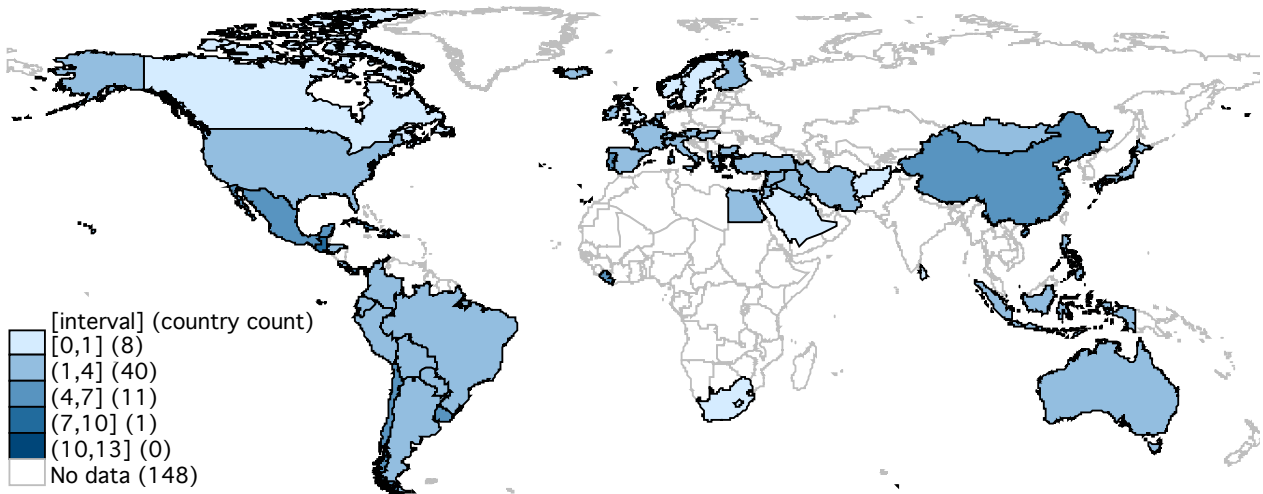 [interval] (country count)
[0,1] (8)
(1,4] (40)
(4,7] (11)
(7,10] (1)
(10,13] (0)
No data (148)